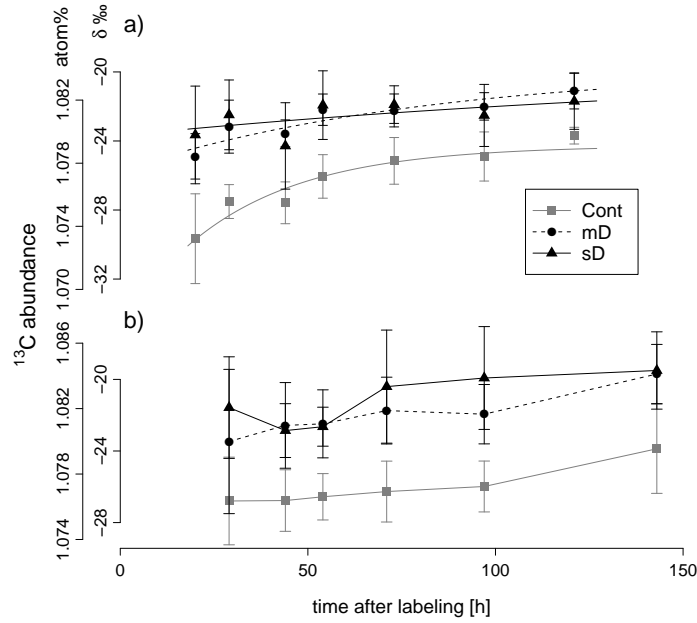 a)
atom%
δ ‰
1.082
1.078
1.074
1.070
−20
−24
−28
−32
Cont
mD
sD
¹³C abundance
b)
1.086
1.082
1.078
1.074
−20
−24
−28
0 50 100 150
time after labeling [h]